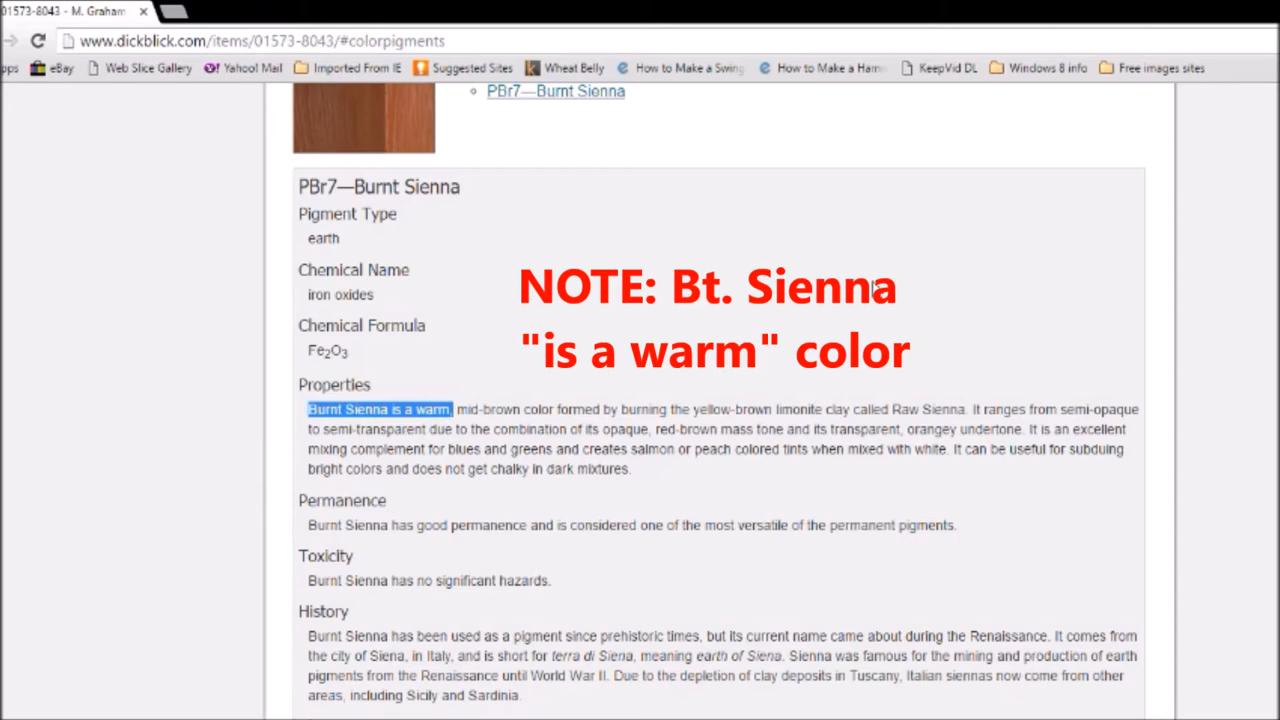 01573-8043 - M. Graham
www.dickblick.com/items/01573-8043/#colorpigments
pps eBay Web Slice Gallery Yahoo! Mail Imported From IE Suggested Sites Wheat Belly How to Make a Swing How to Make a Ham KeepVid DL Windows 8 info Free images sites
PBr7—Burnt Sienna
PBr7—Burnt Sienna
Pigment Type
earth
Chemical Name
iron oxides
NOTE: Bt. Sienna
"is a warm" color
Chemical Formula
Fe2O3
Properties
Burnt Sienna is a warm, mid-brown color formed by burning the yellow-brown limonite clay called Raw Sienna. It ranges from semi-opaque
to semi-transparent due to the combination of its opaque, red-brown mass tone and its transparent, orangey undertone. It is an excellent
mixing complement for blues and greens and creates salmon or peach colored tints when mixed with white. It can be useful for subduing
bright colors and does not get chalky in dark mixtures.
Permanence
Burnt Sienna has good permanence and is considered one of the most versatile of the permanent pigments.
Toxicity
Burnt Sienna has no significant hazards.
History
Burnt Sienna has been used as a pigment since prehistoric times, but its current name came about during the Renaissance. It comes from
the city of Siena, in Italy, and is short for terra di Siena, meaning earth of Siena. Sienna was famous for the mining and production of earth
pigments from the Renaissance until World War II. Due to the depletion of clay deposits in Tuscany, Italian siennas now come from other
areas, including Sicily and Sardinia.